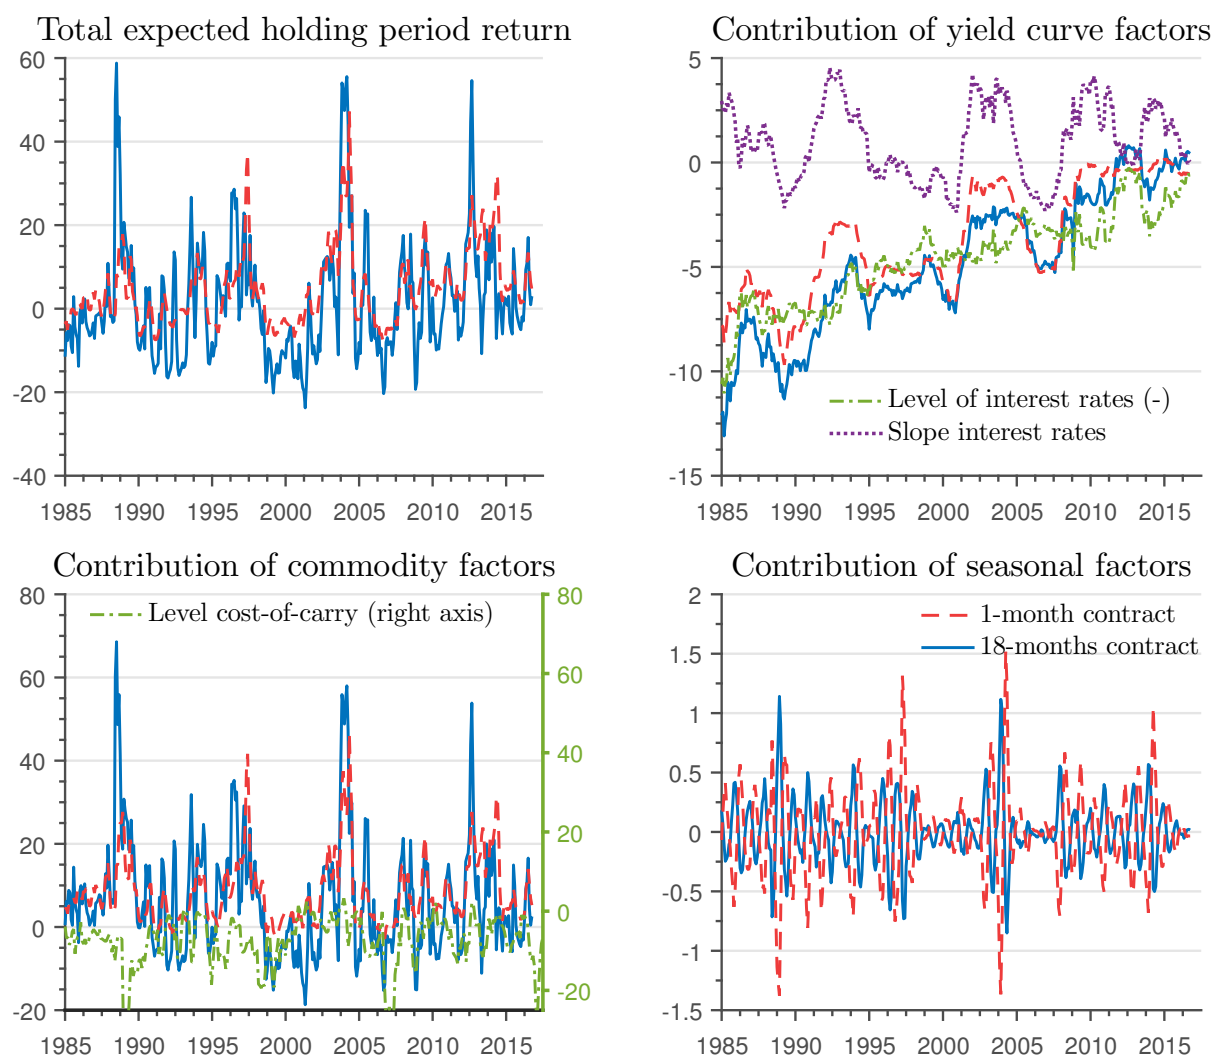 Total expected holding period return
60
40
20
0
-20
-40
1985 1990 1995 2000 2005 2010 2015
Contribution of yield curve factors
5
0
-5
-10
-15
Level of interest rates (-)
Slope interest rates
1985 1990 1995 2000 2005 2010 2015
Contribution of commodity factors
80
60
40
20
0
-20
Level cost-of-carry (right axis)
80
60
40
20
0
-20
1985 1990 1995 2000 2005 2010 2015
Contribution of seasonal factors
2
1.5
1
0.5
0
-0.5
-1
-1.5
1-month contract
18-months contract
1985 1990 1995 2000 2005 2010 2015